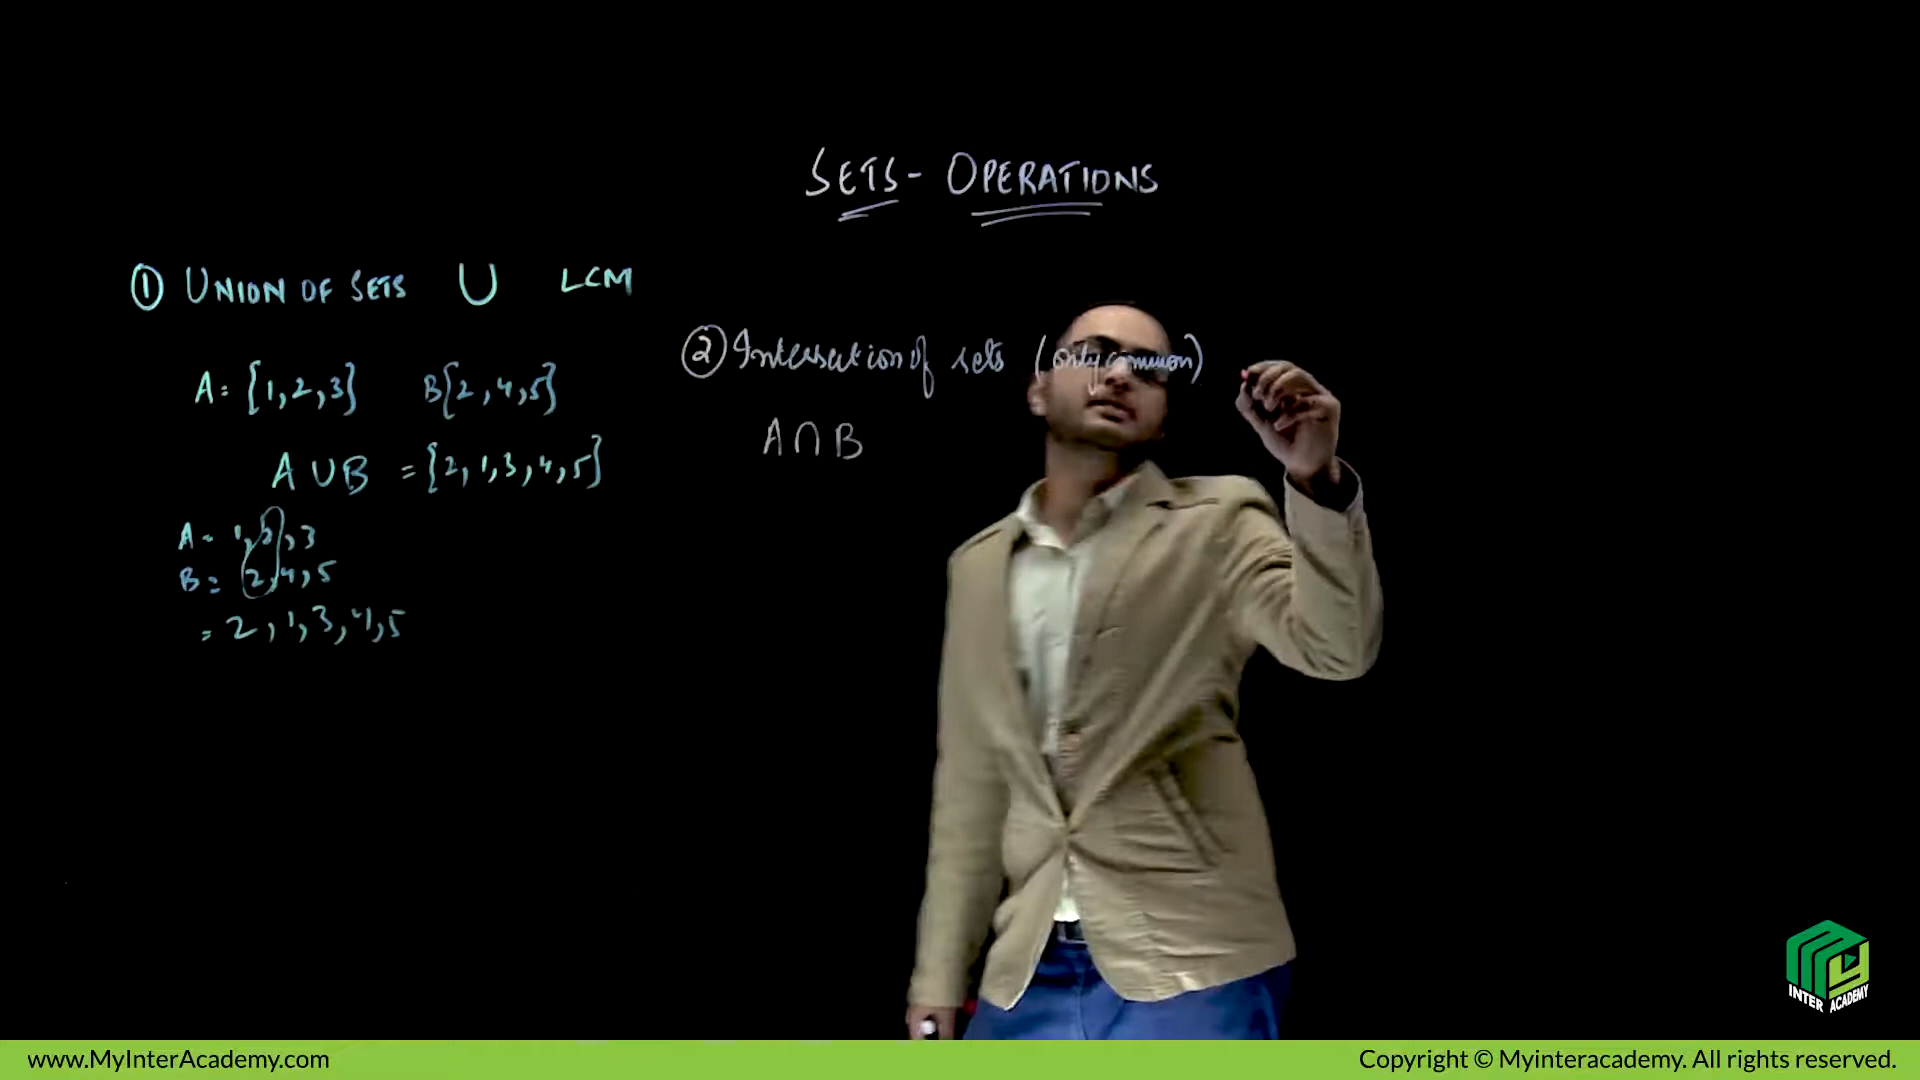 SETS - OPERATIONS
① UNION OF SETS U LCM
A = {1, 2, 3} B{2, 4, 5}
A ∪ B = {2, 1, 3, 4, 5}
A = 1, 2, 3
B = 2, 4, 5
= 2, 1, 3, 4, 5
② Intersection of sets (only common)
A ∩ B
INTER ACADEMY
www.MyInterAcademy.com
Copyright © Myinteracademy. All rights reserved.